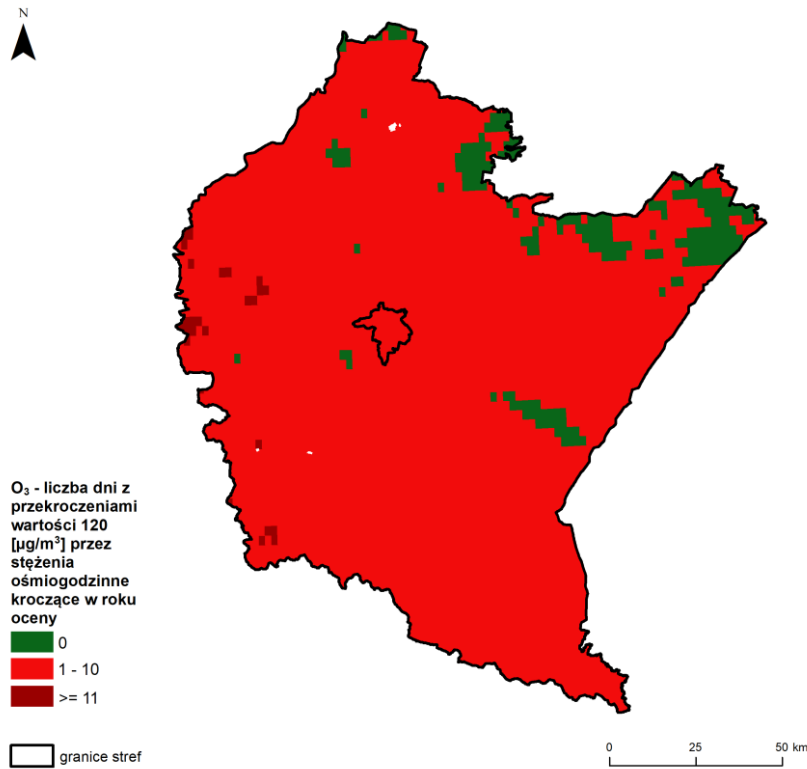 N
O₃ - liczba dni z
przekroczeniami
wartości 120
[µg/m³] przez
stężenia
ośmiogodzinne
kroczące w roku
oceny
0
1 - 10
>= 11
granice stref
0 25 50 km